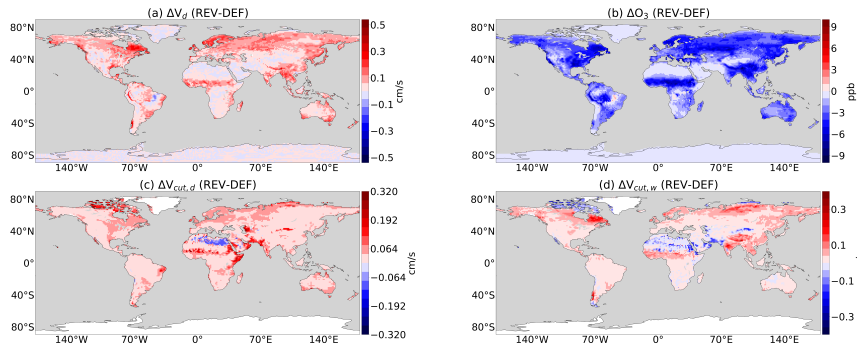 (a) ΔV_d (REV-DEF)
80°N
40°N
0°
40°S
80°S
140°W 70°W 0° 70°E 140°E
0.5
0.3
0.1
−0.1
−0.3
−0.5
cm/s
(b) ΔO_3 (REV-DEF)
80°N
40°N
0°
40°S
80°S
140°W 70°W 0° 70°E 140°E
9
6
3
0
−3
−6
−9
ppb
(c) ΔV_cut,d (REV-DEF)
80°N
40°N
0°
40°S
80°S
140°W 70°W 0° 70°E 140°E
0.320
0.192
0.064
−0.064
−0.192
−0.320
cm/s
(d) ΔV_cut,w (REV-DEF)
80°N
40°N
0°
40°S
80°S
140°W 70°W 0° 70°E 140°E
0.3
0.1
−0.1
−0.3